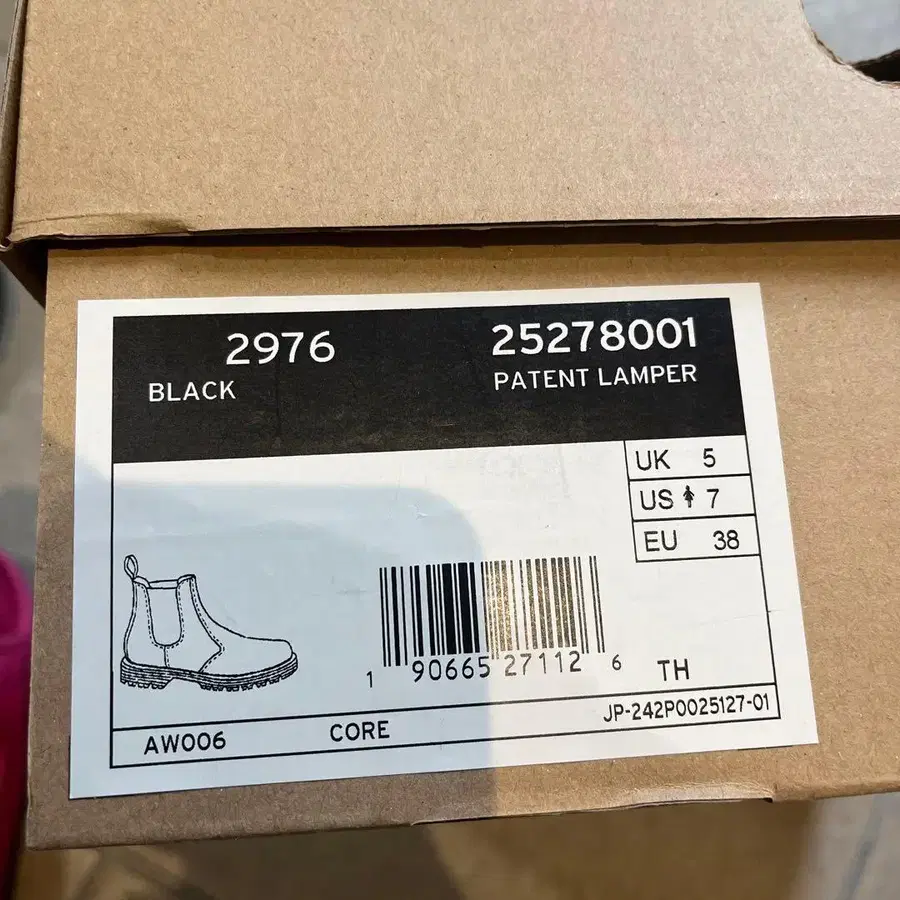 2976 25278001
BLACK PATENT LAMPER
UK 5
US 7
EU 38
1 90665 27112 6 TH
AW006 CORE JP-242P0025127-01